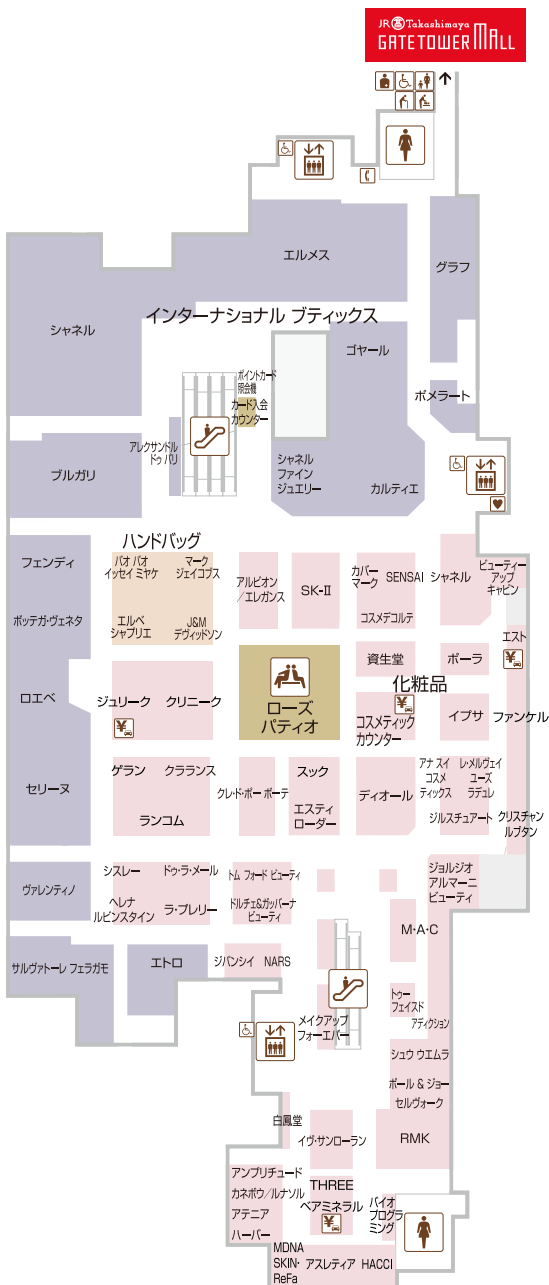 JR 髙 Takashimaya
GATETOWER MALL
エルメス
グラフ
インターナショナル ブティックス
シャネル
ゴヤール
ポイントカード
照会機
カード入会
カウンター
ポメラート
アレクサンドル
ドゥ パリ
ブルガリ
シャネル
ファイン
ジュエリー
カルティエ
ハンドバッグ
フェンディ
バオ バオ
イッセイ ミヤケ
マーク
ジェイコブス
アルビオン
／エレガンス
SK-II
カバー
マーク
SENSAI
シャネル
ビューティー
アップ
キャビン
ボッテガ・ヴェネタ
エルベ
シャプリエ
J&M
デヴィッドソン
コスメデコルテ
資生堂
ポーラ
エスト
¥
ロエベ
ジュリーク
クリニーク
¥
ローズ
パティオ
化粧品
¥
コスメティック
カウンター
イプサ
ファンケル
セリーヌ
ゲラン
クラランス
ランコム
クレ・ド・ポー ボーテ
スック
エスティ
ローダー
ディオール
アナ スイ
コスメ
ティックス
レ・メルヴェイ
ユーズ
ラデュレ
ジルスチュアート
クリスチャン
ルブタン
ヴァレンティノ
シスレー
ドゥ・ラ・メール
ヘレナ
ルビンスタイン
ラ・プレリー
トム フォード ビューティ
ドルチェ&ガッバーナ
ビューティ
ジョルジオ
アルマーニ
ビューティ
M・A・C
サルヴァトーレ フェラガモ
エトロ
ジバンシイ
NARS
トゥー
フェイスド
アディクション
メイクアップ
フォーエバー
シュウ ウエムラ
ポール & ジョー
セルヴォーク
白鳳堂
イヴ・サンローラン
RMK
アンプリチュード
カネボウ／ルナソル
アテニア
ハーバー
THREE
ベアミネラル
¥
バイオ
プログラ
ミング
MDNA
SKIN・
ReFa
アスレティア
HACCI